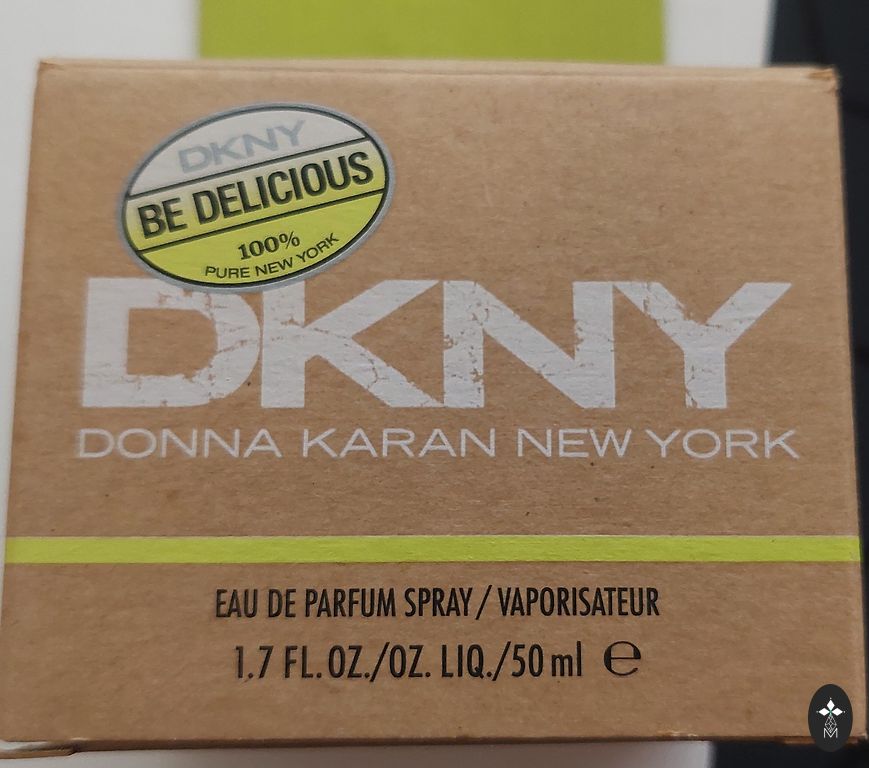 DKNY
BE DELICIOUS
100%
PURE NEW YORK
DKNY
DONNA KARAN NEW YORK
EAU DE PARFUM SPRAY / VAPORISATEUR
1.7 FL. OZ./OZ. LIQ./50 ml ℮
M